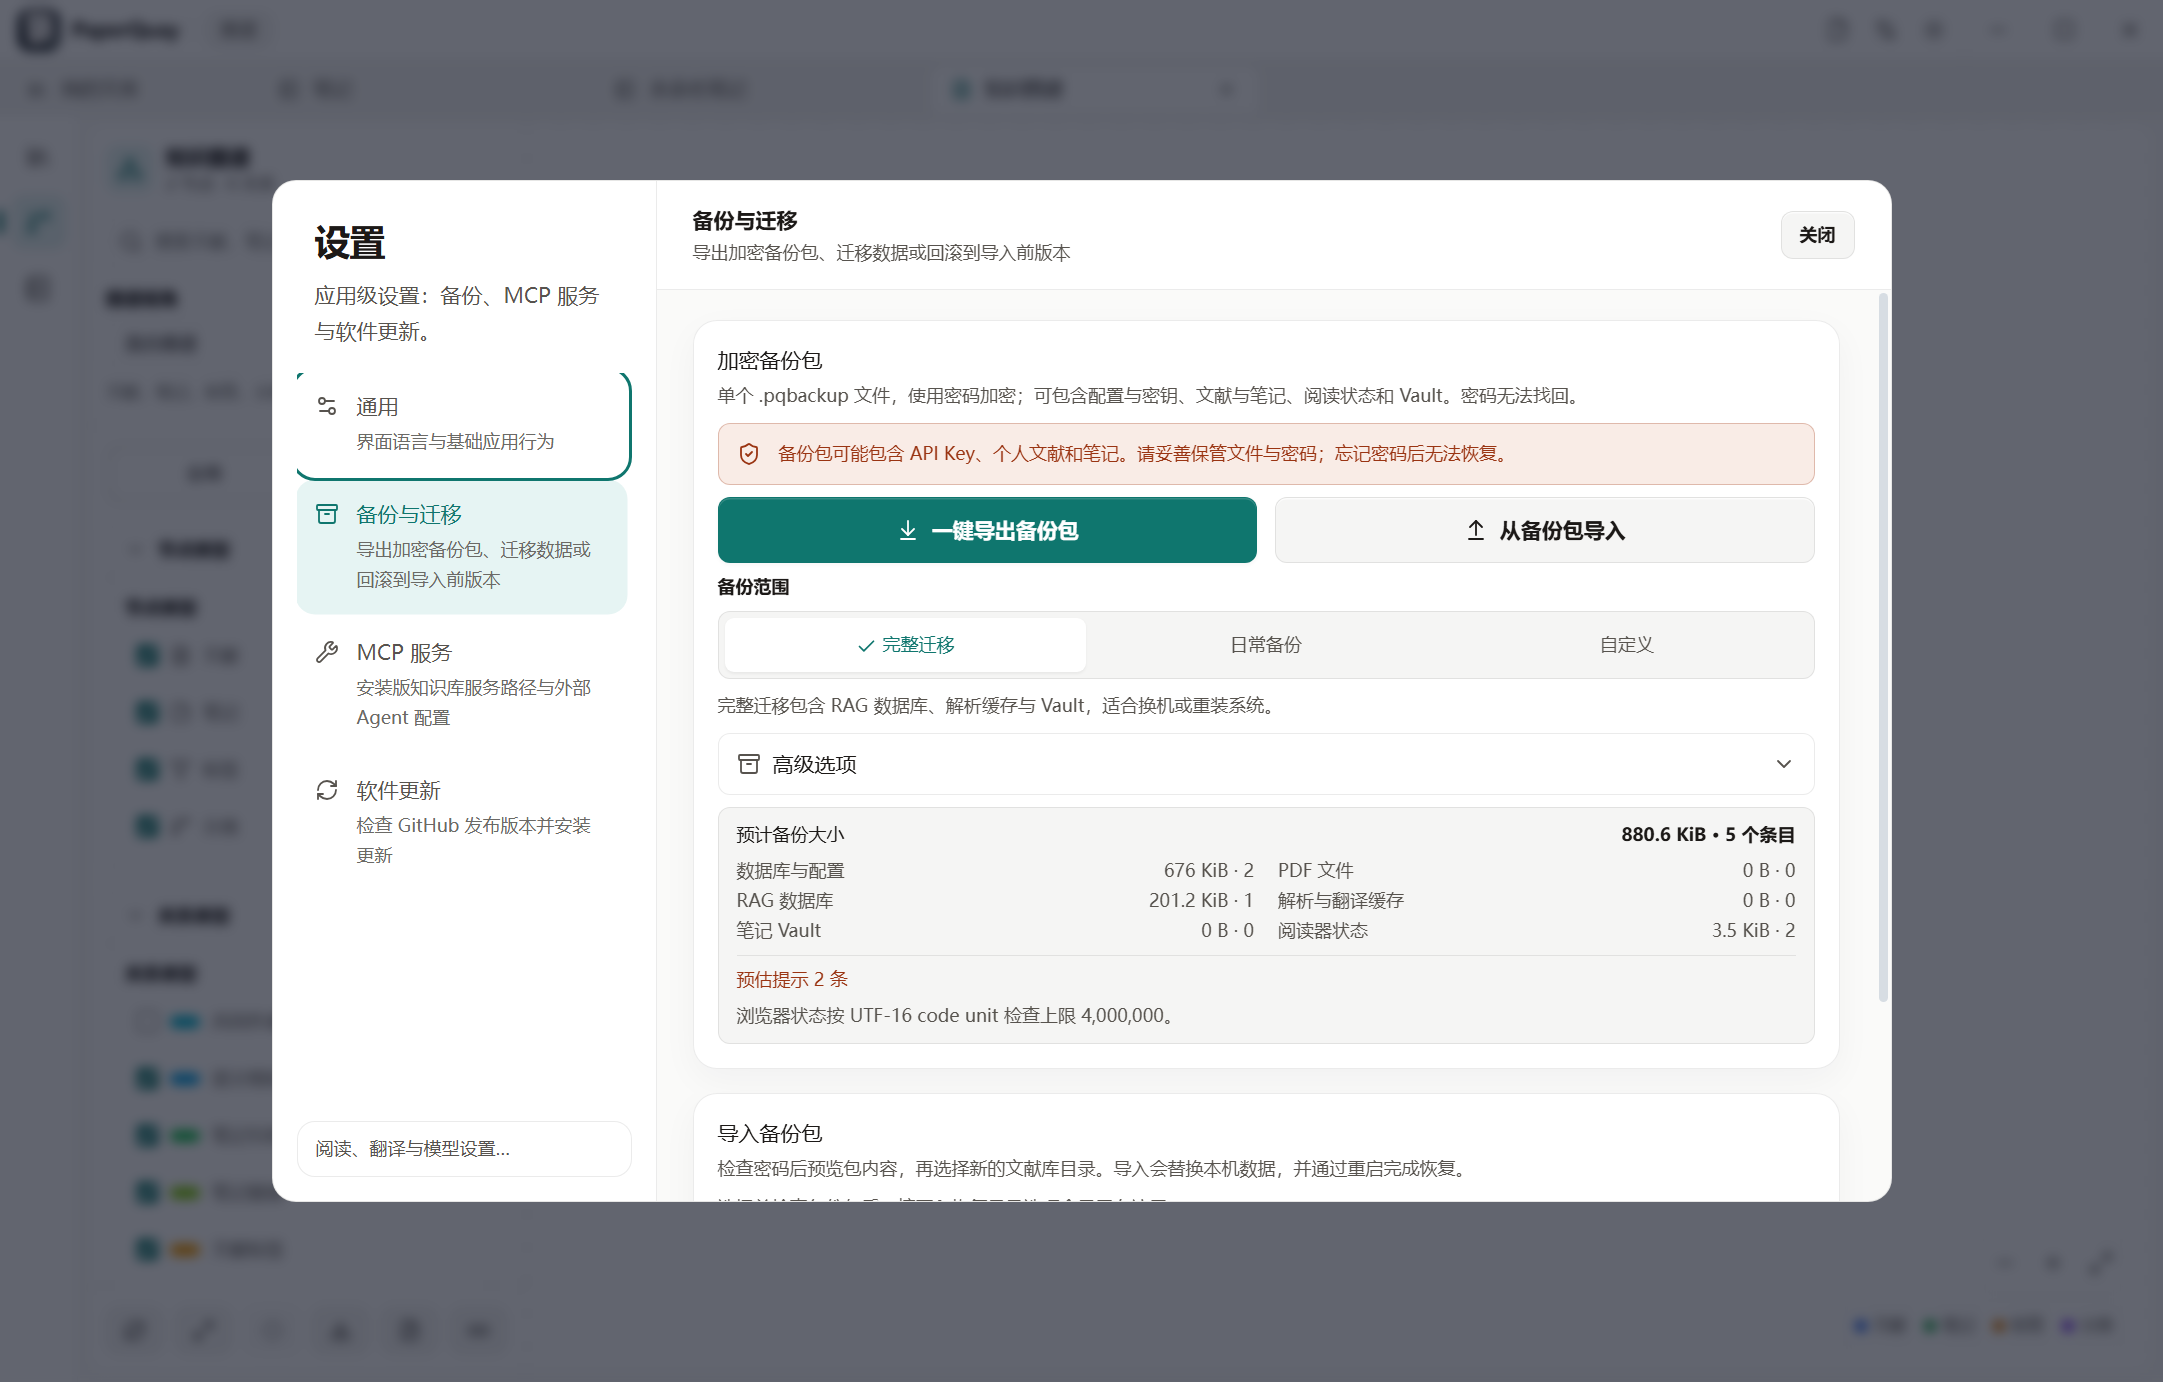 设置
应用级设置：备份、MCP 服务
与软件更新。
通用
界面语言与基础应用行为
备份与迁移
导出加密备份包、迁移数据或
回滚到导入前版本
MCP 服务
安装版知识库服务路径与外部
Agent 配置
软件更新
检查 GitHub 发布版本并安装
更新
阅读、翻译与模型设置...
备份与迁移
导出加密备份包、迁移数据或回滚到导入前版本
关闭
加密备份包
单个 .pqbackup 文件，使用密码加密；可包含配置与密钥、文献与笔记、阅读状态和 Vault。密码无法找回。
备份包可能包含 API Key、个人文献和笔记。请妥善保管文件与密码；忘记密码后无法恢复。
一键导出备份包
从备份包导入
备份范围
完整迁移
日常备份
自定义
完整迁移包含 RAG 数据库、解析缓存与 Vault，适合换机或重装系统。
高级选项
预计备份大小
880.6 KiB • 5 个条目
数据库与配置 676 KiB · 2
PDF 文件 0 B · 0
RAG 数据库 201.2 KiB · 1
解析与翻译缓存 0 B · 0
笔记 Vault 0 B · 0
阅读器状态 3.5 KiB · 2
预估提示 2 条
浏览器状态按 UTF-16 code unit 检查上限 4,000,000。
导入备份包
检查密码后预览包内容，再选择新的文献库目录。导入会替换本机数据，并通过重启完成恢复。